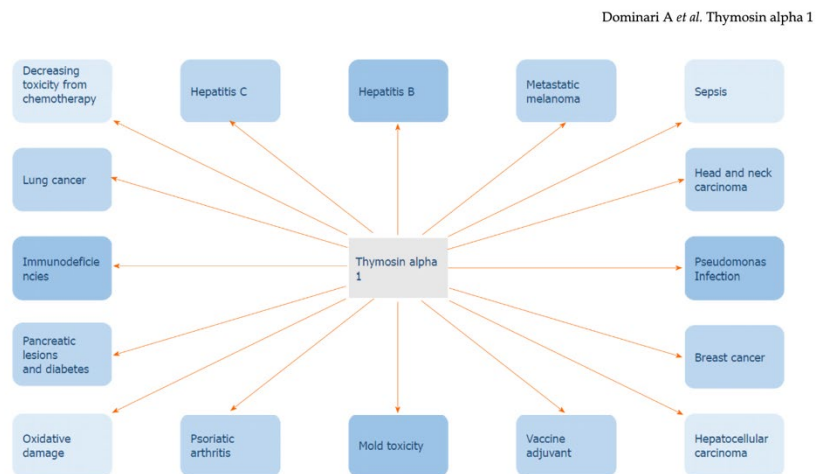 Dominari A et al. Thymosin alpha 1
Decreasing
toxicity from
chemotherapy
Hepatitis C
Hepatitis B
Metastatic
melanoma
Sepsis
Lung cancer
Head and neck
carcinoma
Immunodeficie
ncies
Thymosin alpha
1
Pseudomonas
Infection
Pancreatic
lesions
and diabetes
Breast cancer
Oxidative
damage
Psoriatic
arthritis
Mold toxicity
Vaccine
adjuvant
Hepatocellular
carcinoma